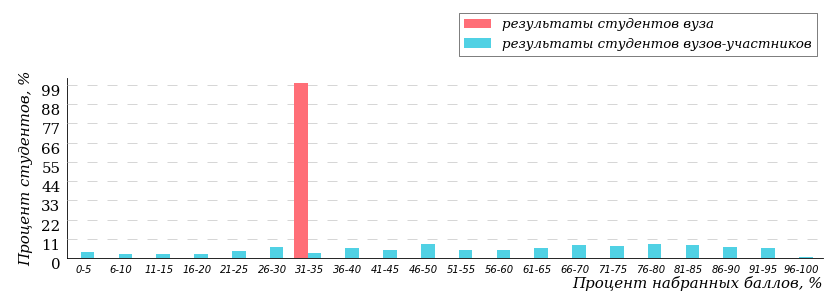 результаты студентов вуза
результаты студентов вузов-участников
Процент студентов, %
99
88
77
66
55
44
33
22
11
0
0-5 6-10 11-15 16-20 21-25 26-30 31-35 36-40 41-45 46-50 51-55 56-60 61-65 66-70 71-75 76-80 81-85 86-90 91-95 96-100
Процент набранных баллов, %